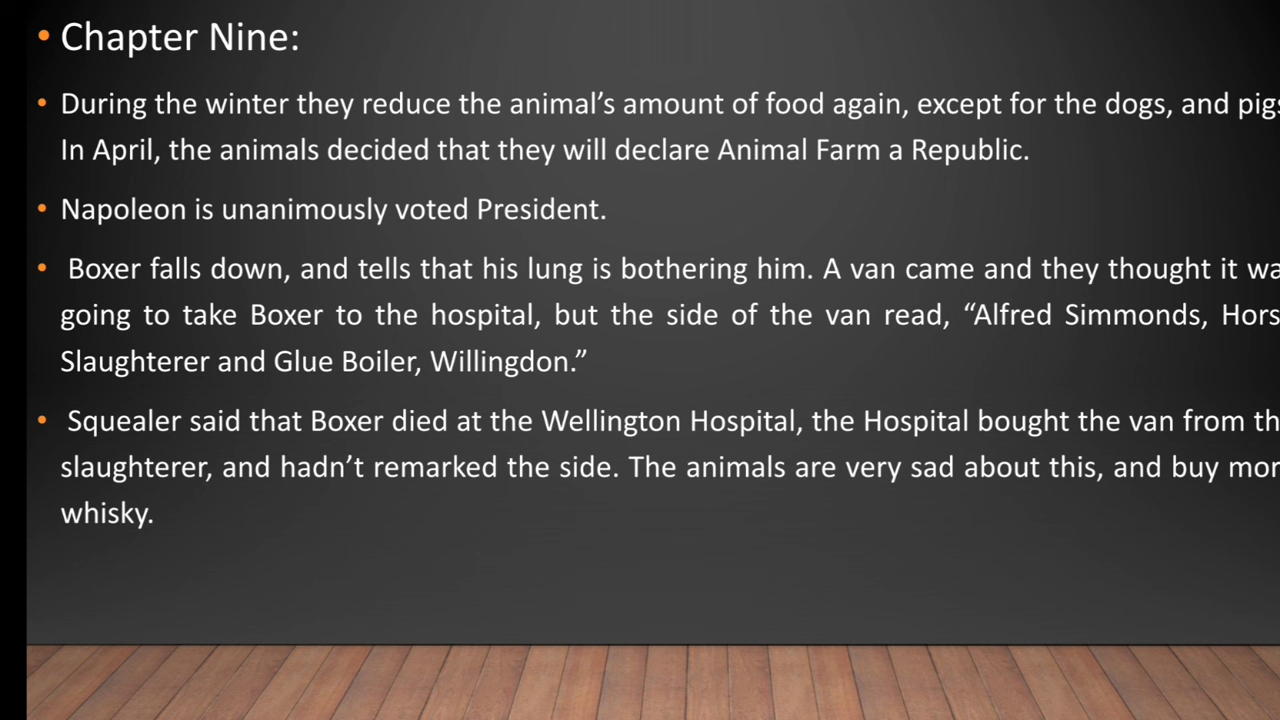 Chapter Nine:
During the winter they reduce the animal’s amount of food again, except for the dogs, and pigs
In April, the animals decided that they will declare Animal Farm a Republic.
Napoleon is unanimously voted President.
Boxer falls down, and tells that his lung is bothering him. A van came and they thought it wa
going to take Boxer to the hospital, but the side of the van read, “Alfred Simmonds, Hors
Slaughterer and Glue Boiler, Willingdon.”
Squealer said that Boxer died at the Wellington Hospital, the Hospital bought the van from th
slaughterer, and hadn’t remarked the side. The animals are very sad about this, and buy mor
whisky.